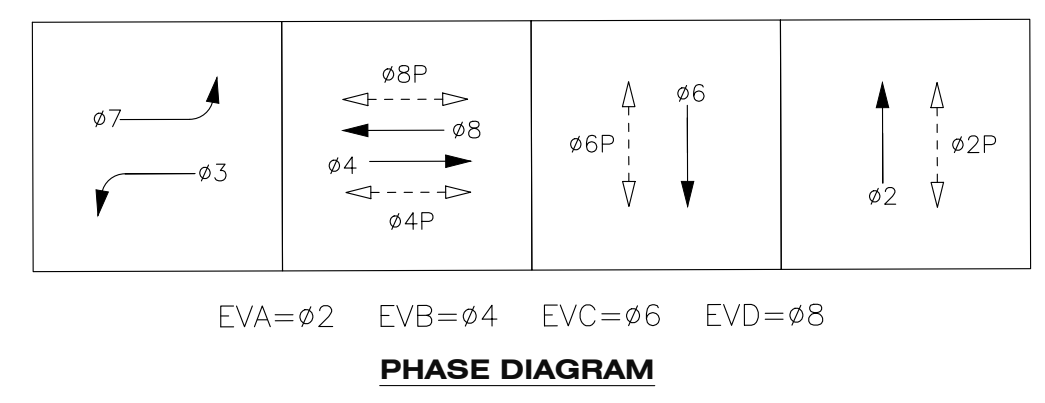 ø7
ø3
ø8P
ø8
ø4
ø4P
ø6P
ø6
ø2
ø2P
EVA=ø2 EVB=ø4 EVC=ø6 EVD=ø8
PHASE DIAGRAM